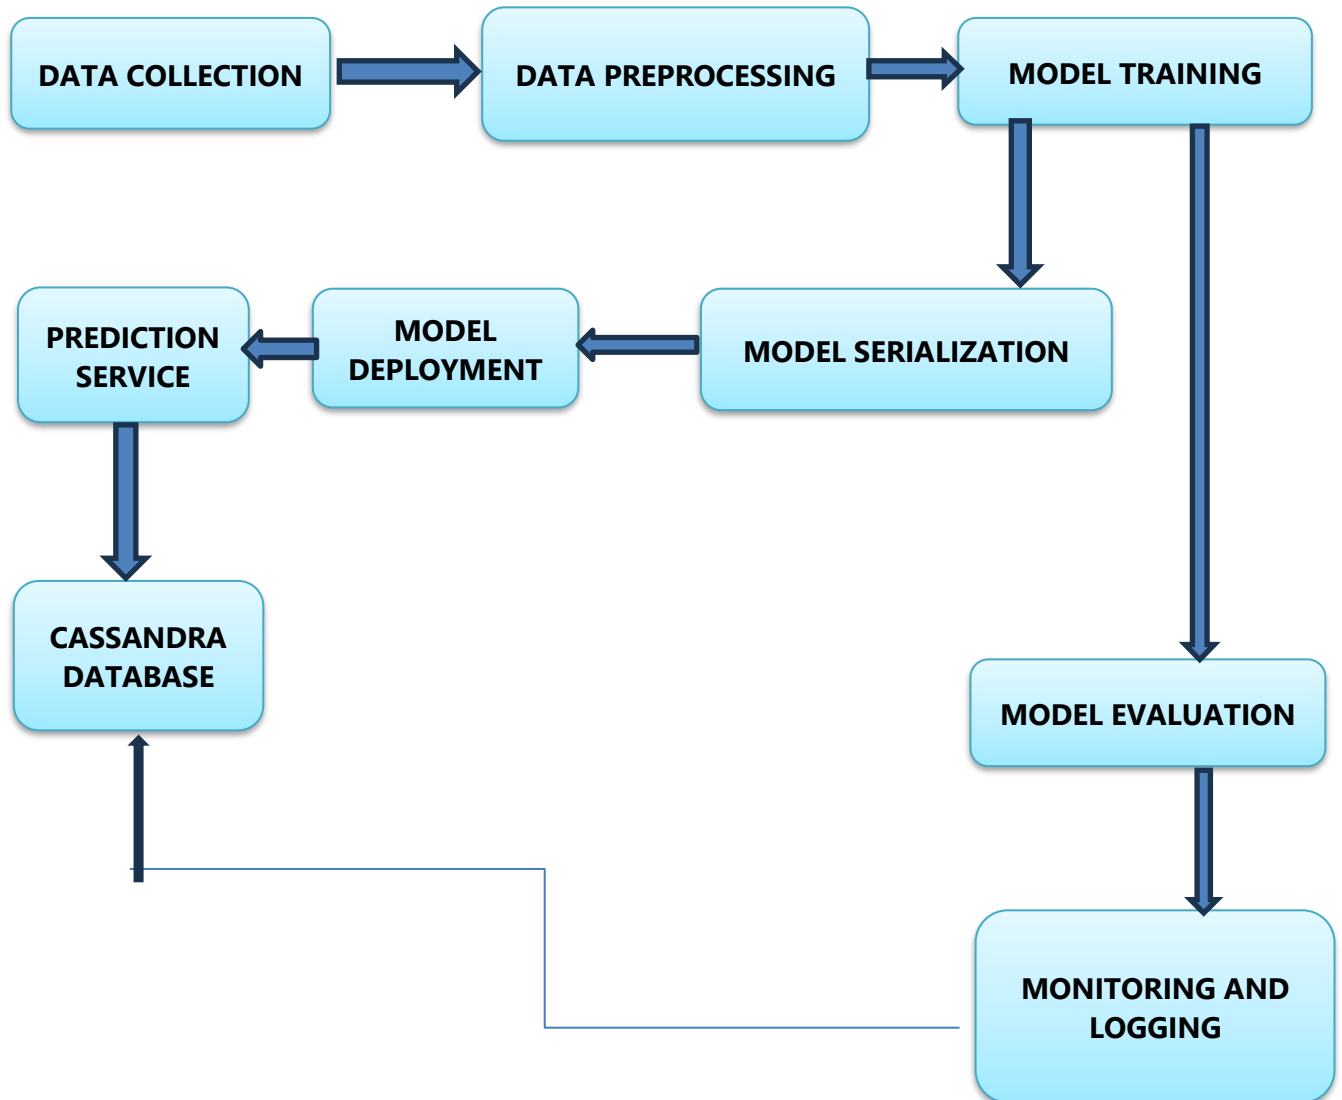 DATA COLLECTION
DATA PREPROCESSING
MODEL TRAINING
PREDICTION
SERVICE
MODEL
DEPLOYMENT
MODEL SERIALIZATION
CASSANDRA
DATABASE
MODEL EVALUATION
MONITORING AND
LOGGING